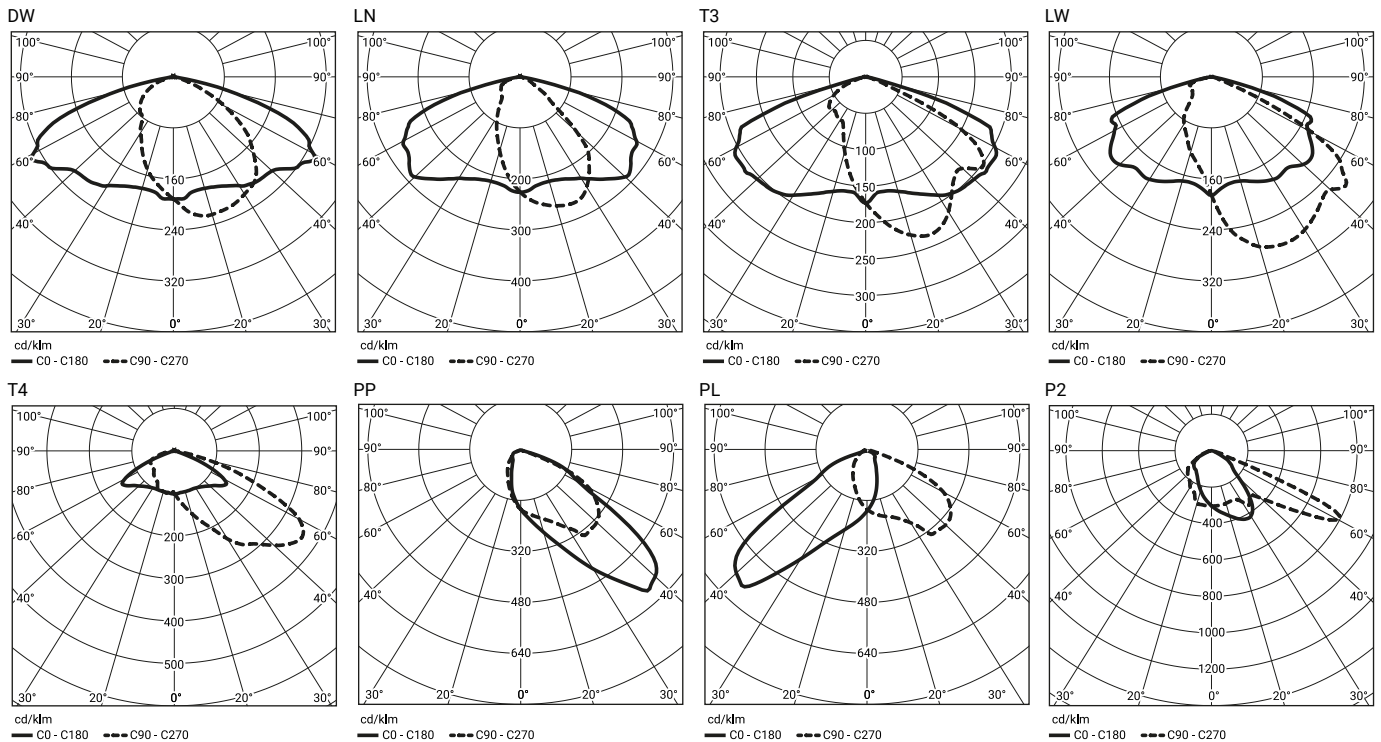 DW LN T3 LW
100° 100° 100° 100° 100° 100° 100° 100°
90° 90° 90° 90° 90° 90° 90° 90°
80° 80° 80° 80° 80° 80° 80° 80°
100
60° 160 60° 60° 200 60° 60° 150 60° 60° 160 60°
200
40° 240 40° 40° 300 40° 40° 250 40° 40° 240 40°
320 400 300 320
30° 20° 0° 20° 30° 30° 20° 0° 20° 30° 30° 20° 0° 20° 30° 30° 20° 0° 20° 30°
cd/klm cd/klm cd/klm cd/klm
C0 - C180 C90 - C270 C0 - C180 C90 - C270 C0 - C180 C90 - C270 C0 - C180 C90 - C270
T4 PP PL P2
100° 100° 100° 100° 100° 100° 100° 100°
90° 90° 90° 90° 90° 90° 90° 90°
80° 80° 80° 80° 80° 80° 80° 80°
400
60° 200 60° 60° 320 60° 60° 320 60° 60° 600 60°
300
40° 40° 40° 480 40° 40° 480 40° 40° 800 40°
400 1000
500 640 640 1200
30° 20° 0° 20° 30° 30° 20° 0° 20° 30° 30° 20° 0° 20° 30° 30° 20° 0° 20° 30°
cd/klm cd/klm cd/klm cd/klm
C0 - C180 C90 - C270 C0 - C180 C90 - C270 C0 - C180 C90 - C270 C0 - C180 C90 - C270